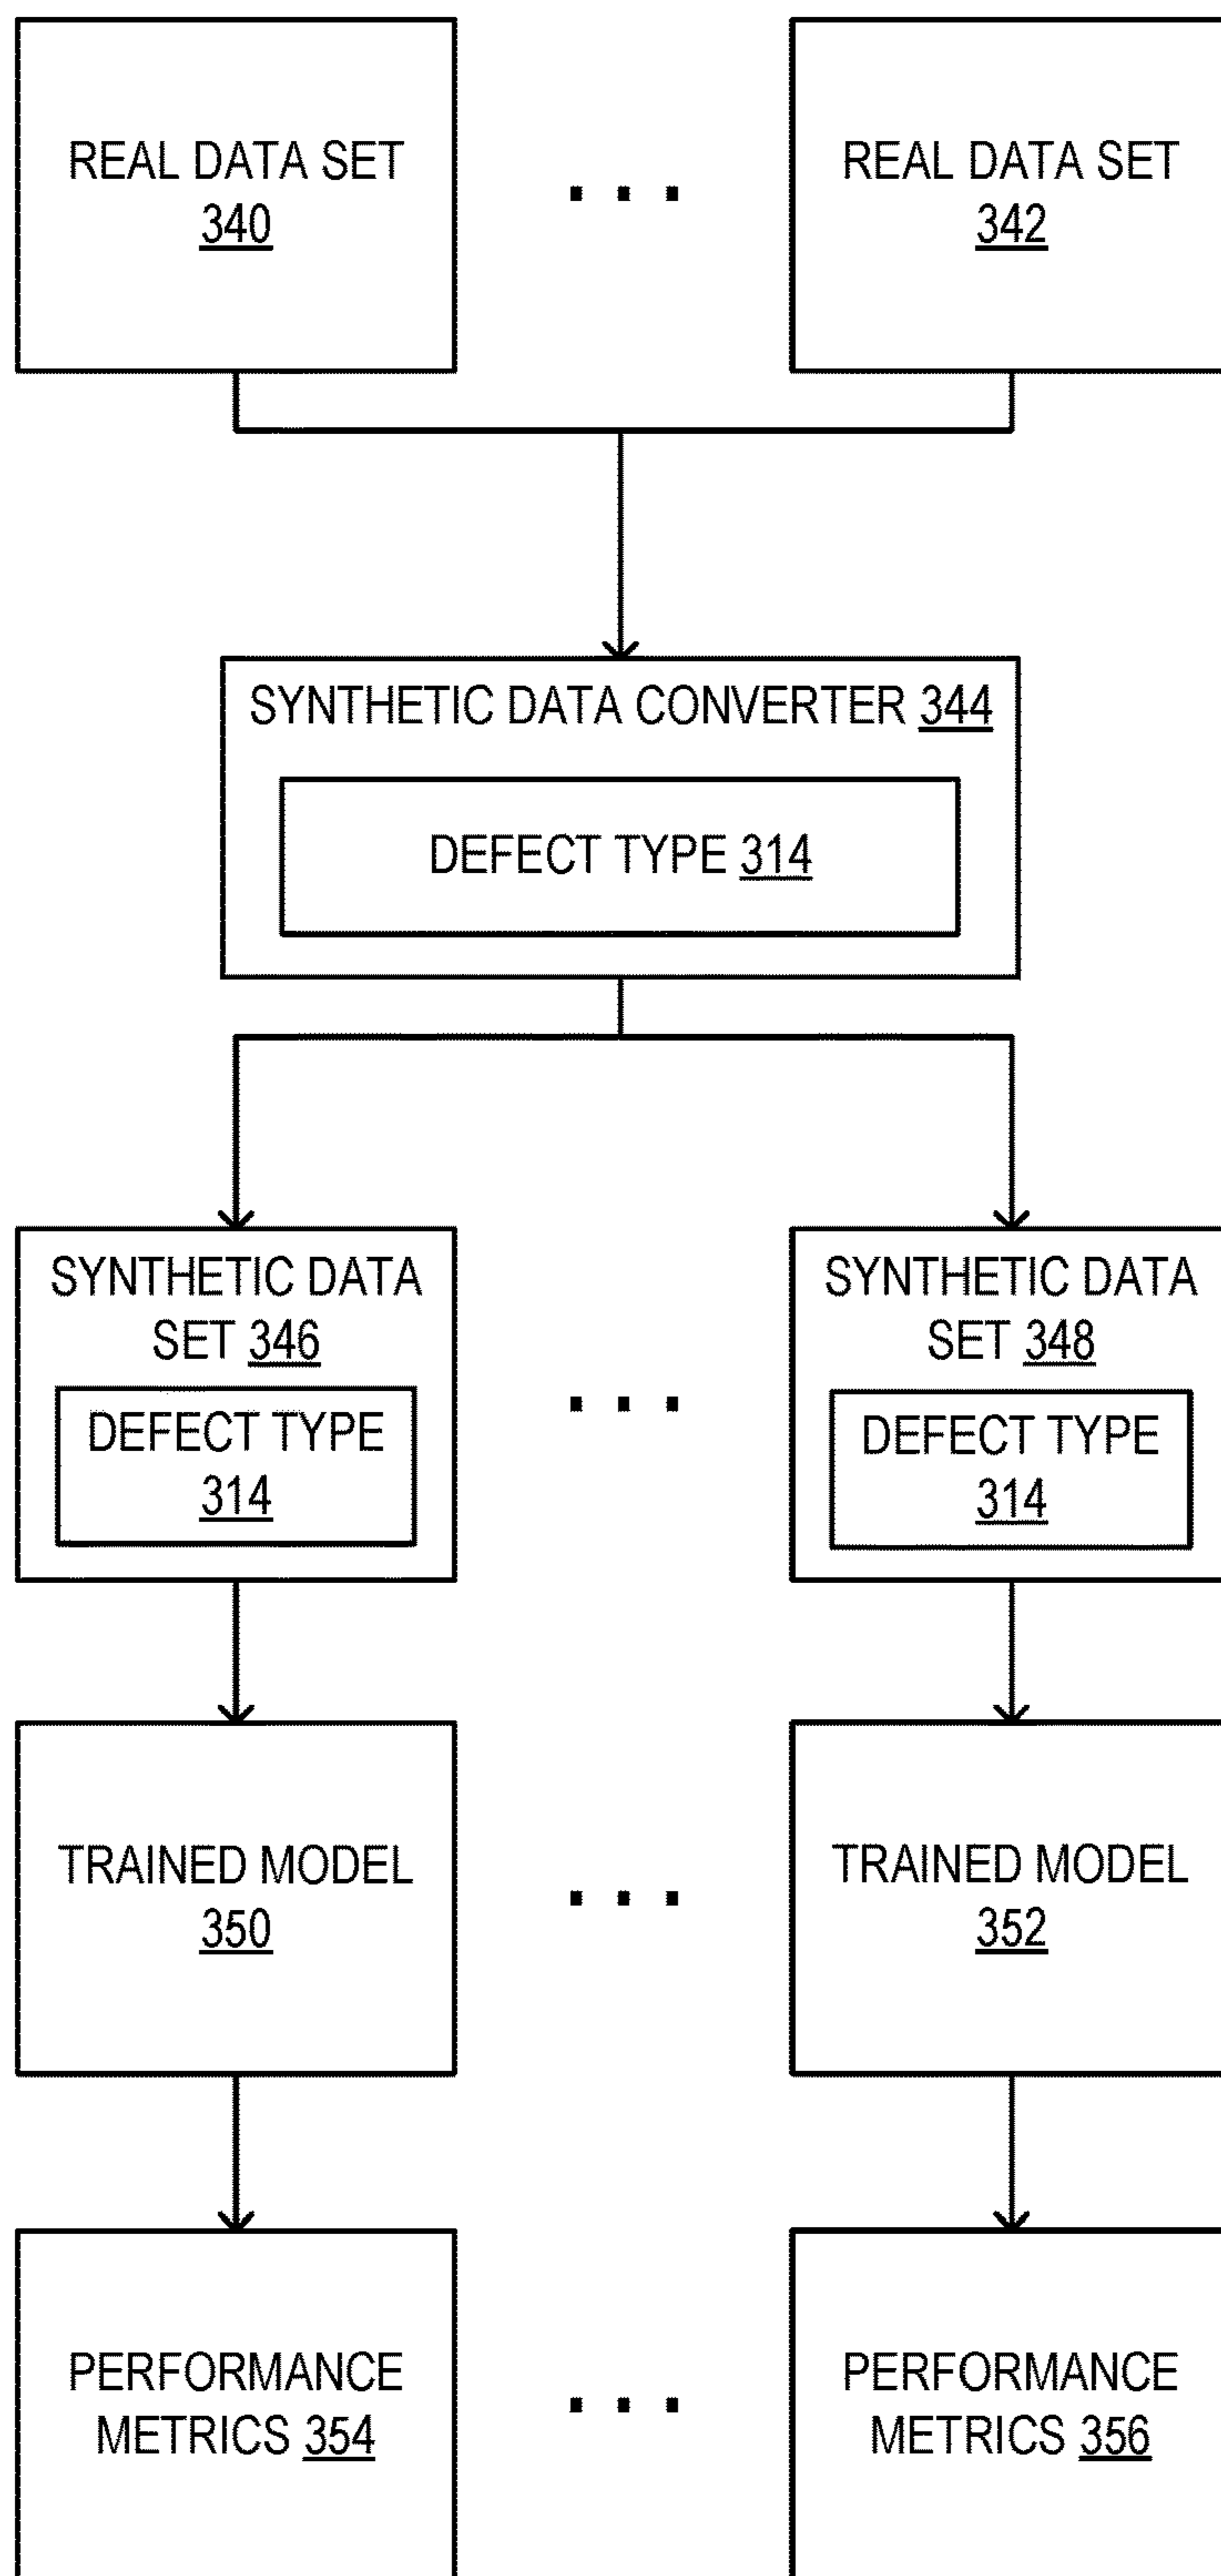 REAL DATA SET
340
. . .
REAL DATA SET
342
SYNTHETIC DATA CONVERTER 344
DEFECT TYPE 314
SYNTHETIC DATA
SET 346
DEFECT TYPE
314
. . .
SYNTHETIC DATA
SET 348
DEFECT TYPE
314
TRAINED MODEL
350
. . .
TRAINED MODEL
352
PERFORMANCE
METRICS 354
. . .
PERFORMANCE
METRICS 356